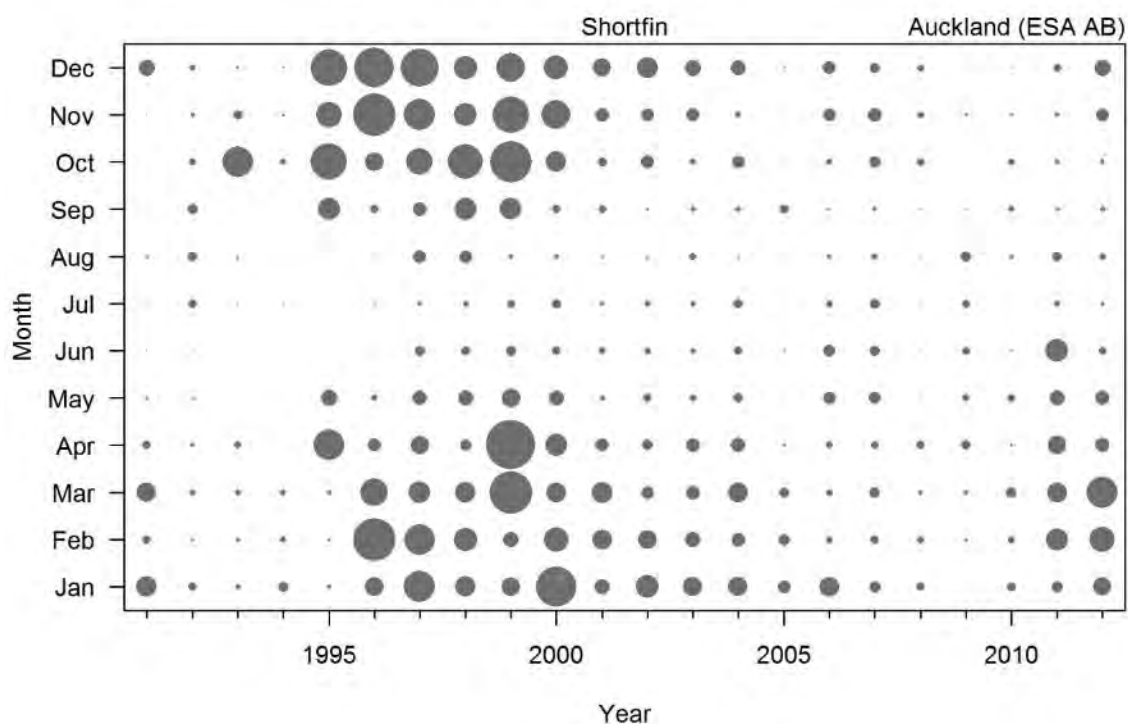 Shortfin Auckland (ESA AB)
Dec
Nov
Oct
Sep
Aug
Jul
Jun
May
Apr
Mar
Feb
Jan
Month
1995 2000 2005 2010
Year